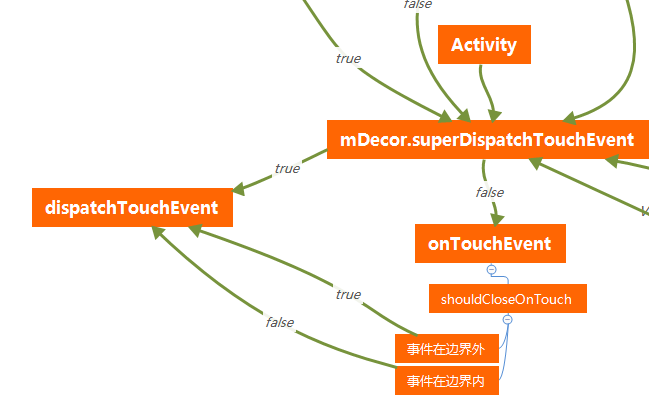 false
Activity
true
mDecor.superDispatchTouchEvent
true
false
dispatchTouchEvent
onTouchEvent
shouldCloseOnTouch
true
false
事件在边界外
事件在边界内